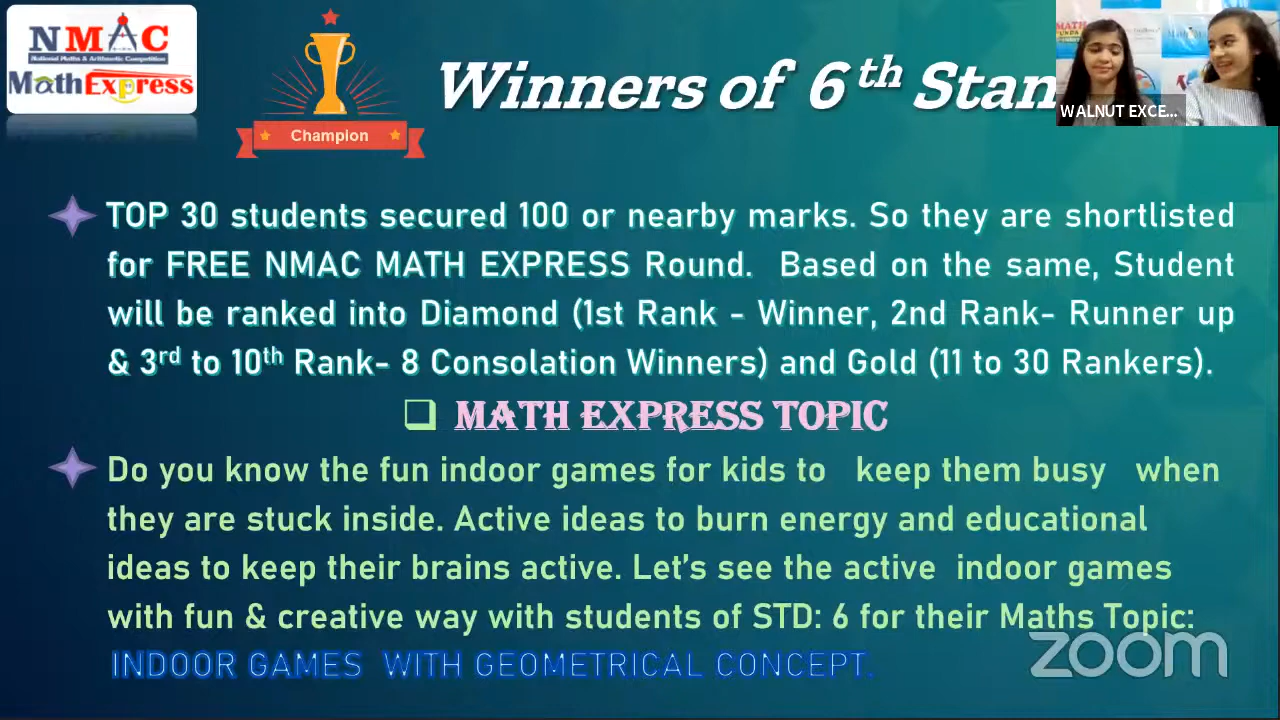 NMAC
National Maths & Arithmetic Competition
MathExpress
Champion
Winners of 6th Stan
WALNUT EXCE...
TOP 30 students secured 100 or nearby marks. So they are shortlisted
for FREE NMAC MATH EXPRESS Round. Based on the same, Student
will be ranked into Diamond (1st Rank - Winner, 2nd Rank- Runner up
& 3rd to 10th Rank- 8 Consolation Winners) and Gold (11 to 30 Rankers).
MATH EXPRESS TOPIC
Do you know the fun indoor games for kids to keep them busy when
they are stuck inside. Active ideas to burn energy and educational
ideas to keep their brains active. Let's see the active indoor games
with fun & creative way with students of STD: 6 for their Maths Topic:
INDOOR GAMES WITH GEOMETRICAL CONCEPT.
zoom